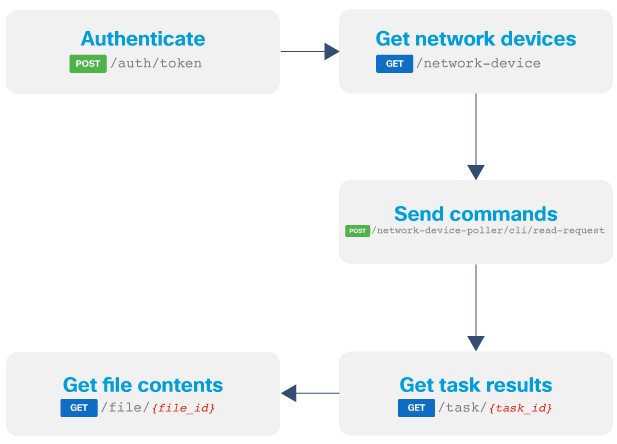 Authenticate
POST /auth/token
Get network devices
GET /network-device
Send commands
POST /network-device-poller/cli/read-request
Get task results
GET /task/{task_id}
Get file contents
GET /file/{file_id}